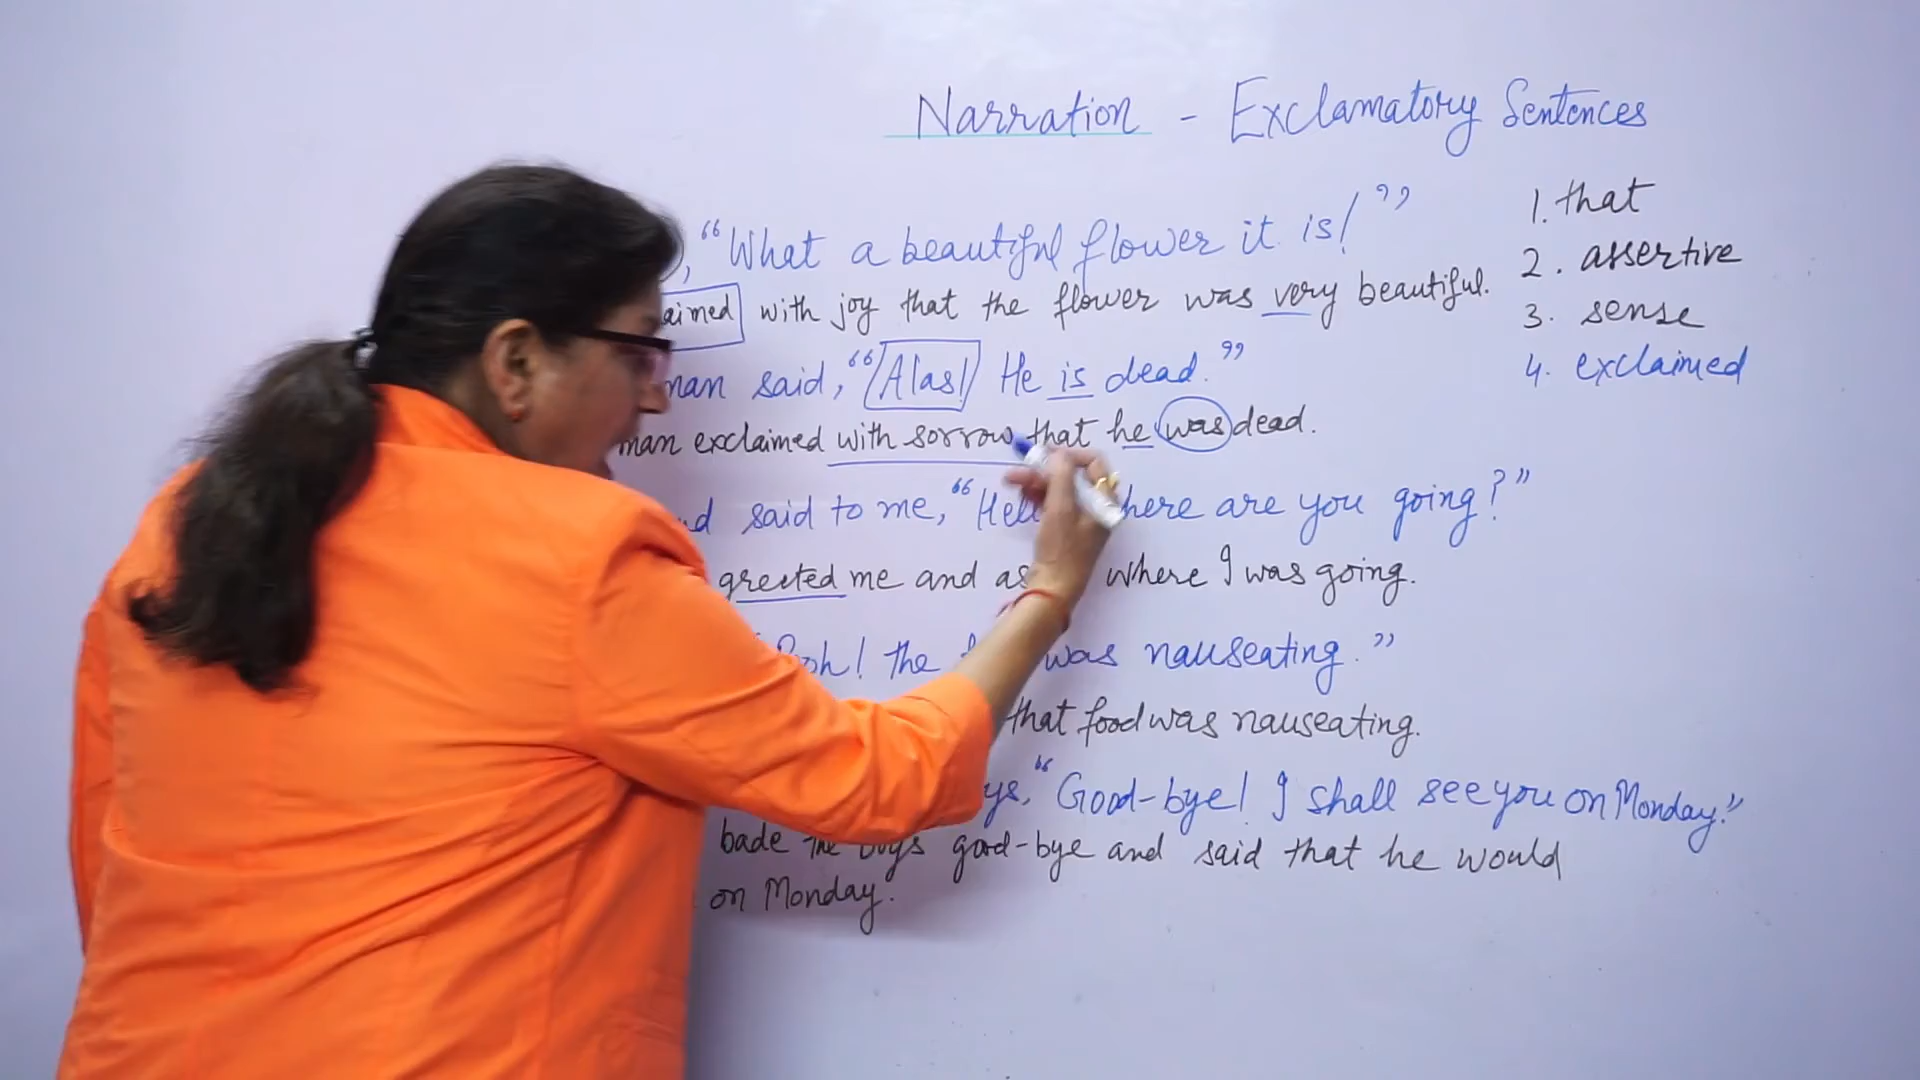 Narration - Exclamatory Sentences
, "What a beautiful flower it is!"
1. that
aimed with joy that the flower was very beautiful.
2. assertive
3. sense
man said, "Alas! He is dead."
4. exclaimed
man exclaimed with sorrow that he was dead.
said to me, " here are you going?"
greeted me and as where I was going.
! the was nauseating."
that food was nauseating.
ys, "Good-bye! I shall see you on Monday."
bade the boys good-bye and said that he would
on Monday.